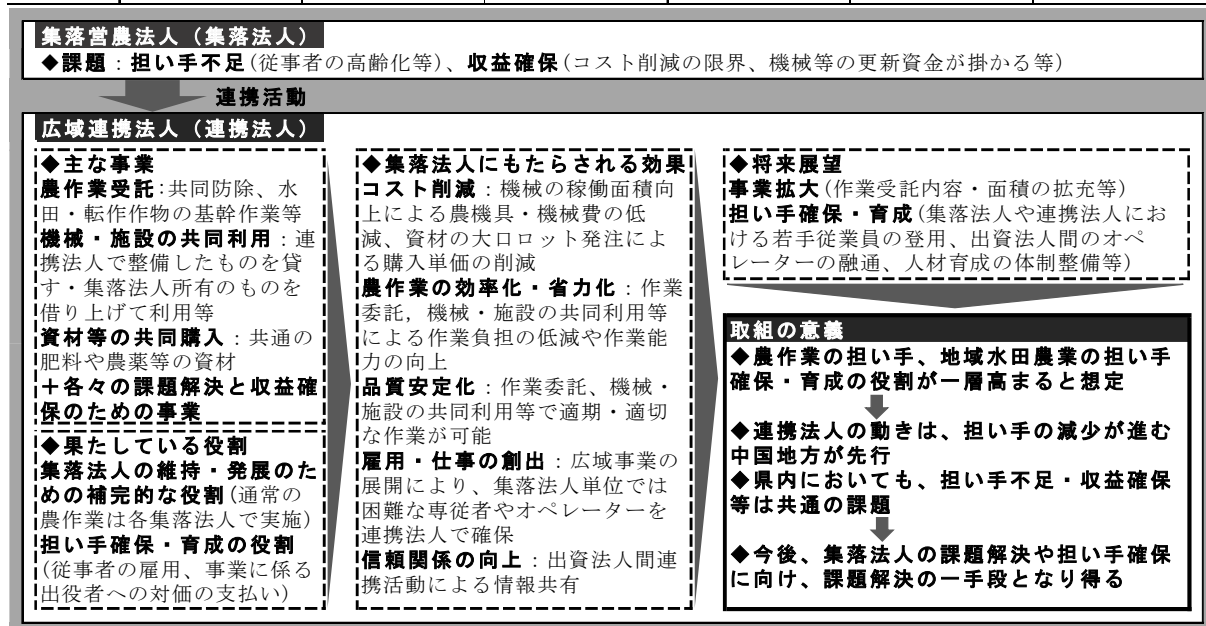 集落営農法人（集落法人）
◆課題：担い手不足(従事者の高齢化等)、収益確保(コスト削減の限界、機械等の更新資金が掛かる等)
連携活動
広域連携法人（連携法人）
◆主な事業
農作業受託:共同防除、水
田・転作作物の基幹作業等
機械・施設の共同利用：連
携法人で整備したものを貸
す・集落法人所有のものを
借り上げて利用等
資材等の共同購入：共通の
肥料や農薬等の資材
＋各々の課題解決と収益確
保のための事業
◆果たしている役割
集落法人の維持・発展のた
めの補完的な役割(通常の
農作業は各集落法人で実施)
担い手確保・育成の役割
(従事者の雇用、事業に係る
出役者への対価の支払い)
◆集落法人にもたらされる効果
コスト削減：機械の稼働面積向
上による農機具・機械費の低
減、資材の大口ロット発注によ
る購入単価の削減
農作業の効率化・省力化：作業
委託，機械・施設の共同利用等
による作業負担の低減や作業能
力の向上
品質安定化：作業委託、機械・
施設の共同利用等で適期・適切
な作業が可能
雇用・仕事の創出：広域事業の
展開により、集落法人単位では
困難な専従者やオペレーターを
連携法人で確保
信頼関係の向上：出資法人間連
携活動による情報共有
◆将来展望
事業拡大(作業受託内容・面積の拡充等)
担い手確保・育成(集落法人や連携法人にお
ける若手従業員の登用、出資法人間のオペ
レーターの融通、人材育成の体制整備等)
取組の意義
◆農作業の担い手、地域水田農業の担い手
確保・育成の役割が一層高まると想定
◆連携法人の動きは、担い手の減少が進む
中国地方が先行
◆県内においても、担い手不足・収益確保
等は共通の課題
◆今後、集落法人の課題解決や担い手確保
に向け、課題解決の一手段となり得る